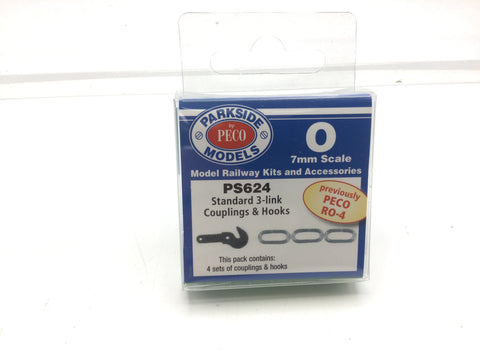 PARKSIDE
by
PECO
MODELS
O
7mm Scale
Model Railway Kits and Accessories
PS624
Standard 3-link
Couplings & Hooks
previously
PECO
RO-4
This pack contains:
4 sets of couplings & hooks